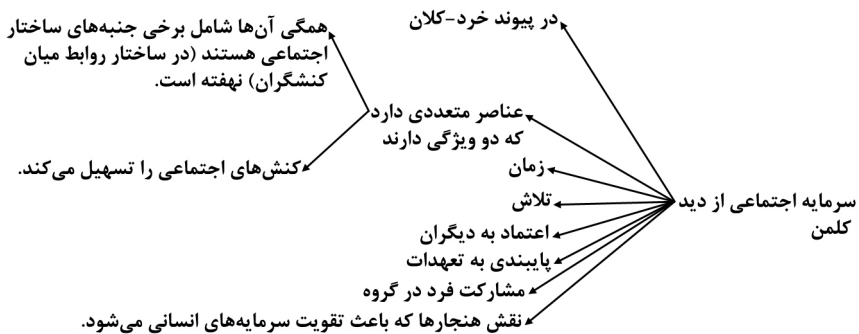 سرمایه اجتماعی از دید
کلمن
در پیوند خرد-کلان
عناصر متعددی دارد
که دو ویژگی دارند
همگی آن‌ها شامل برخی جنبه‌های ساختار
اجتماعی هستند (در ساختار روابط میان
کنشگران) نهفته است.
کنش‌های اجتماعی را تسهیل می‌کند.
زمان
تلاش
اعتماد به دیگران
پایبندی به تعهدات
مشارکت فرد در گروه
نقش هنجارها که باعث تقویت سرمایه‌های انسانی می‌شود.